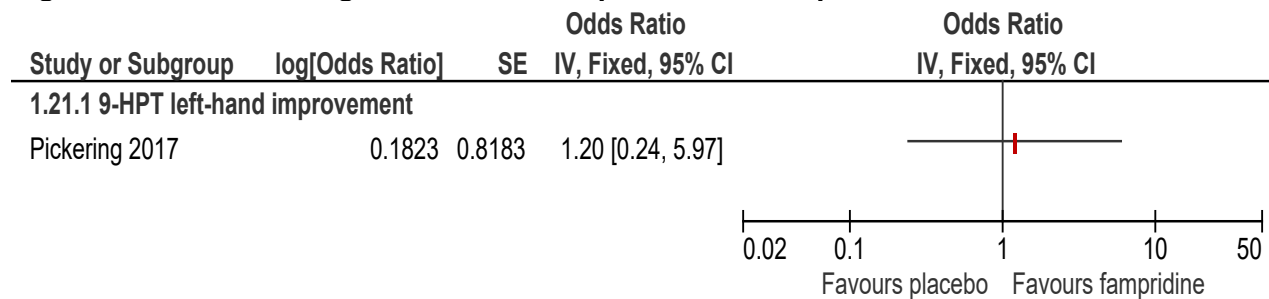 Odds Ratio Odds Ratio
Study or Subgroup log[Odds Ratio] SE IV, Fixed, 95% CI IV, Fixed, 95% CI
1.21.1 9-HPT left-hand improvement
Pickering 2017 0.1823 0.8183 1.20 [0.24, 5.97]
0.02 0.1 1 10 50
Favours placebo Favours fampridine